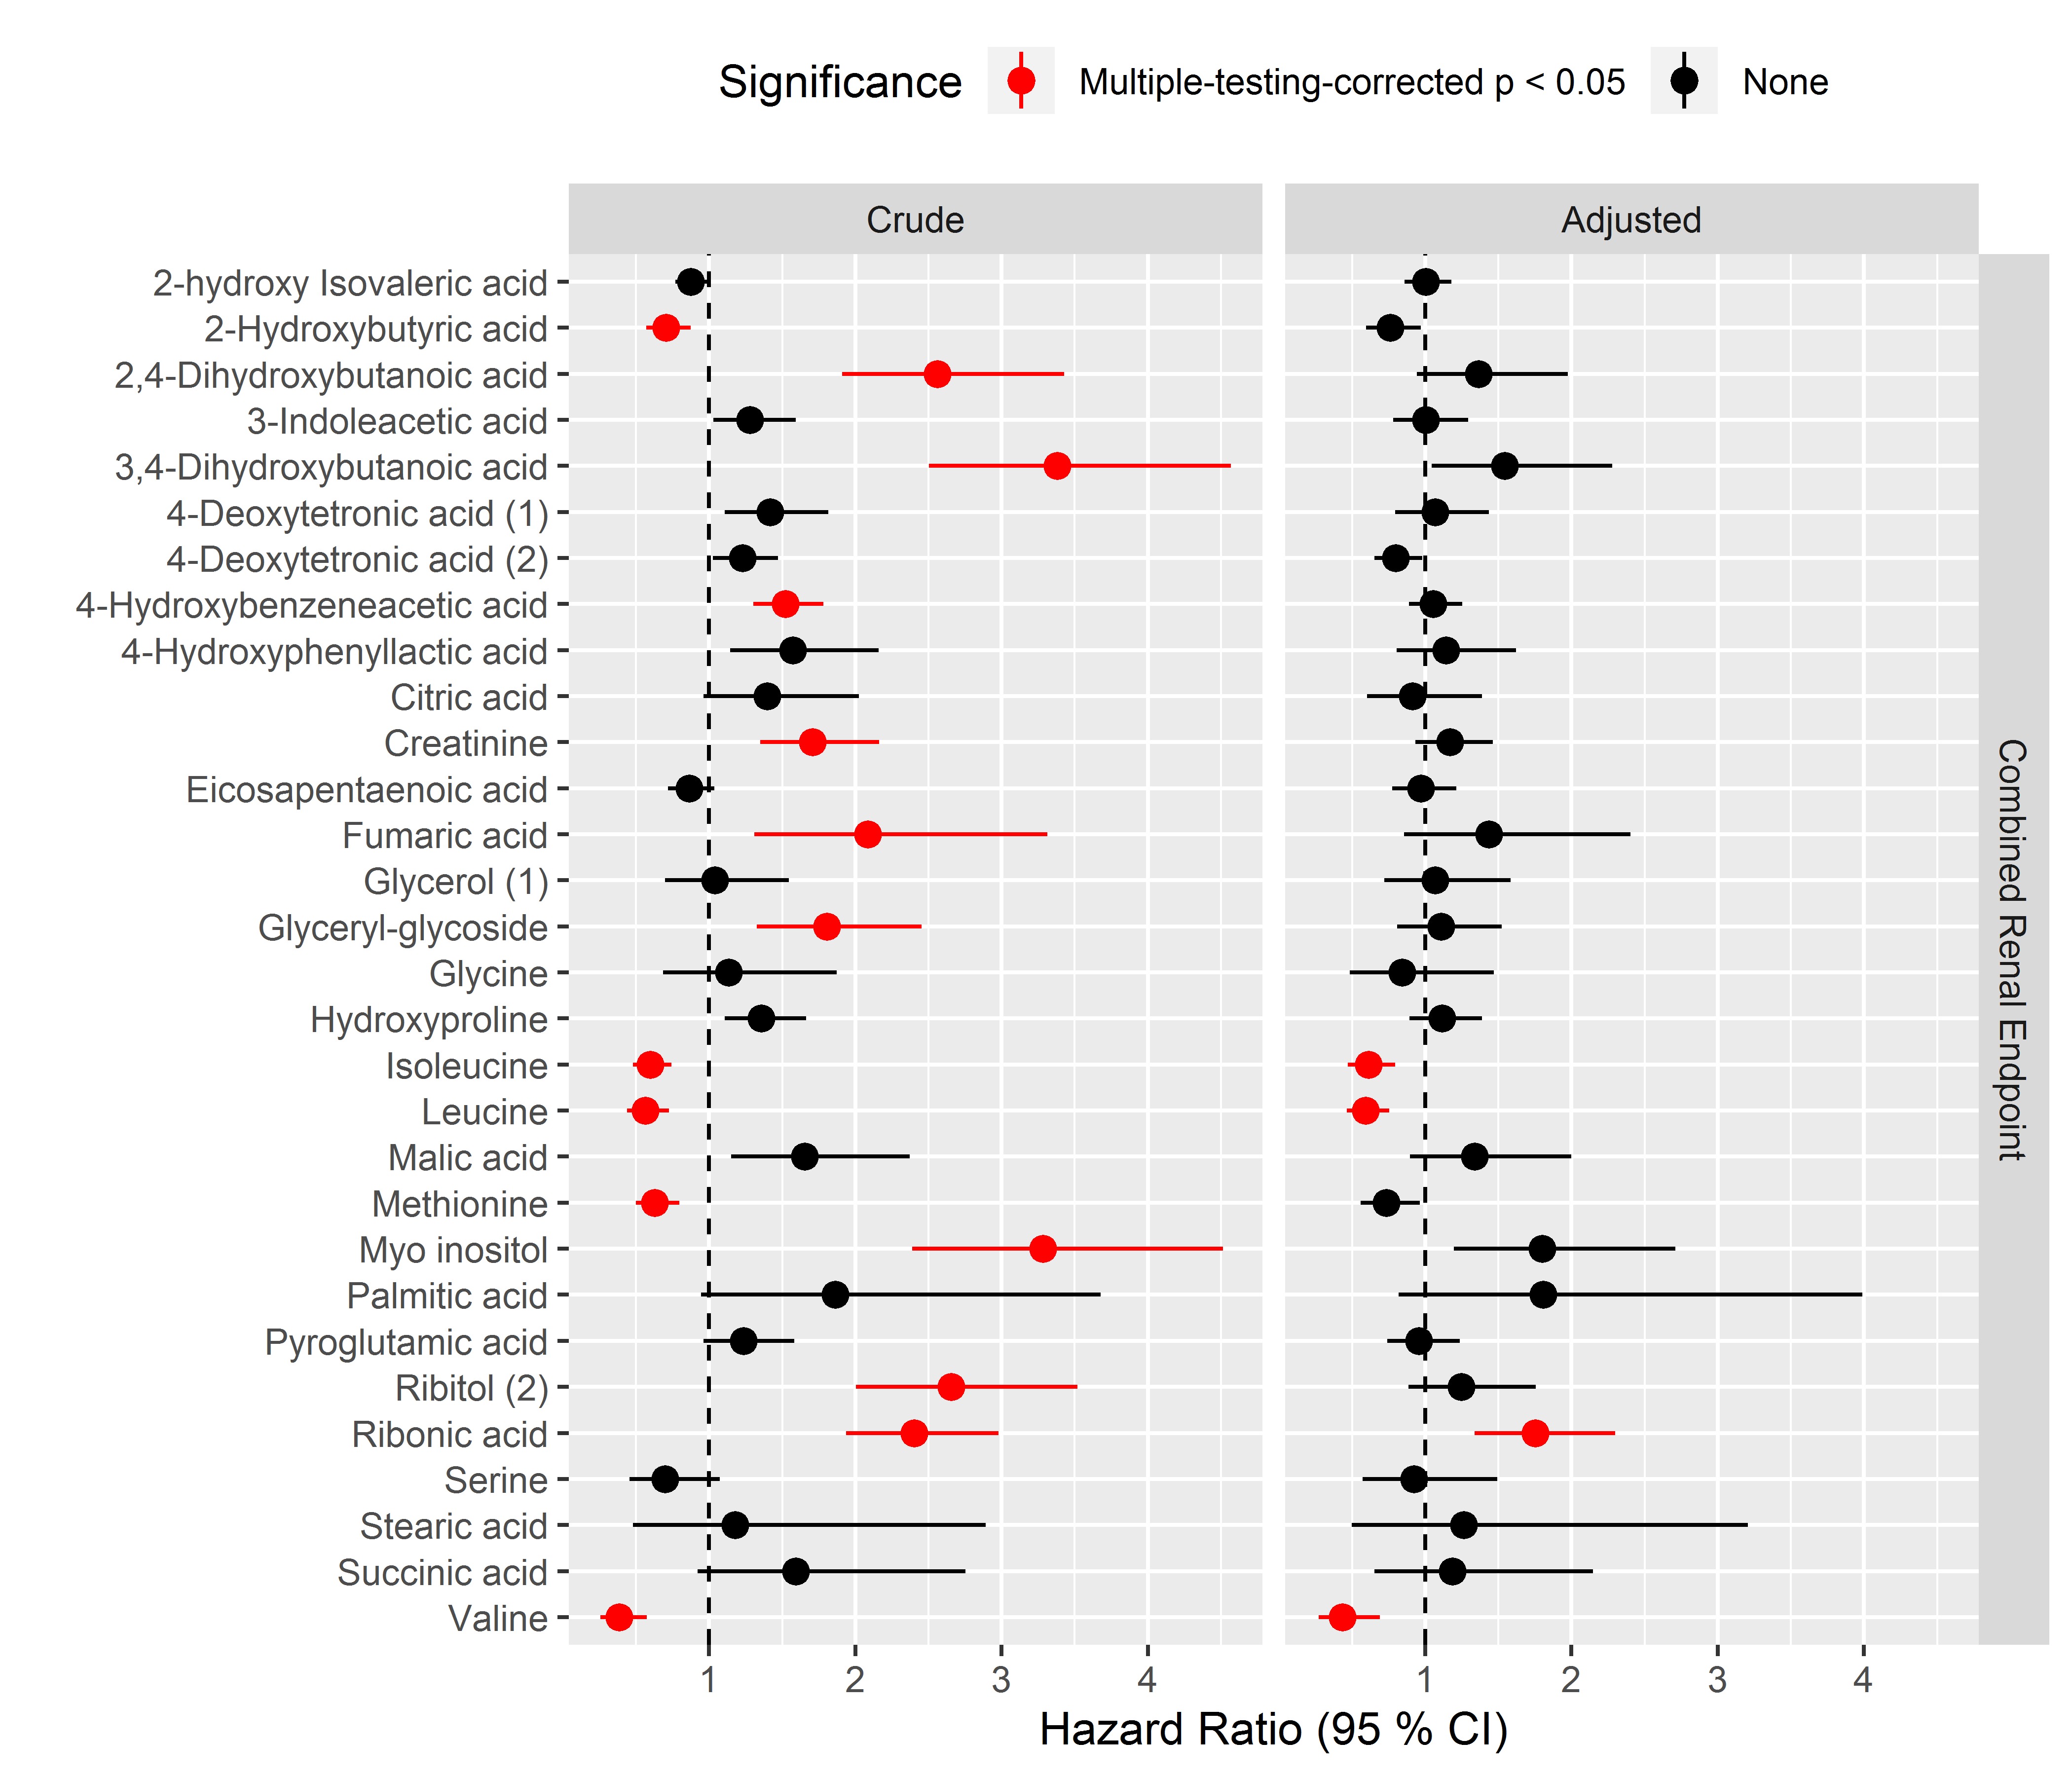 Significance Multiple-testing-corrected p < 0.05 None
Crude Adjusted
2-hydroxy Isovaleric acid
2-Hydroxybutyric acid
2,4-Dihydroxybutanoic acid
3-Indoleacetic acid
3,4-Dihydroxybutanoic acid
4-Deoxytetronic acid (1)
4-Deoxytetronic acid (2)
4-Hydroxybenzeneacetic acid
4-Hydroxyphenyllactic acid
Citric acid
Creatinine
Eicosapentaenoic acid
Fumaric acid
Glycerol (1)
Glyceryl-glycoside
Glycine
Hydroxyproline
Isoleucine
Leucine
Malic acid
Methionine
Myo inositol
Palmitic acid
Pyroglutamic acid
Ribitol (2)
Ribonic acid
Serine
Stearic acid
Succinic acid
Valine
Combined Renal Endpoint
1 2 3 4 1 2 3 4
Hazard Ratio (95 % CI)